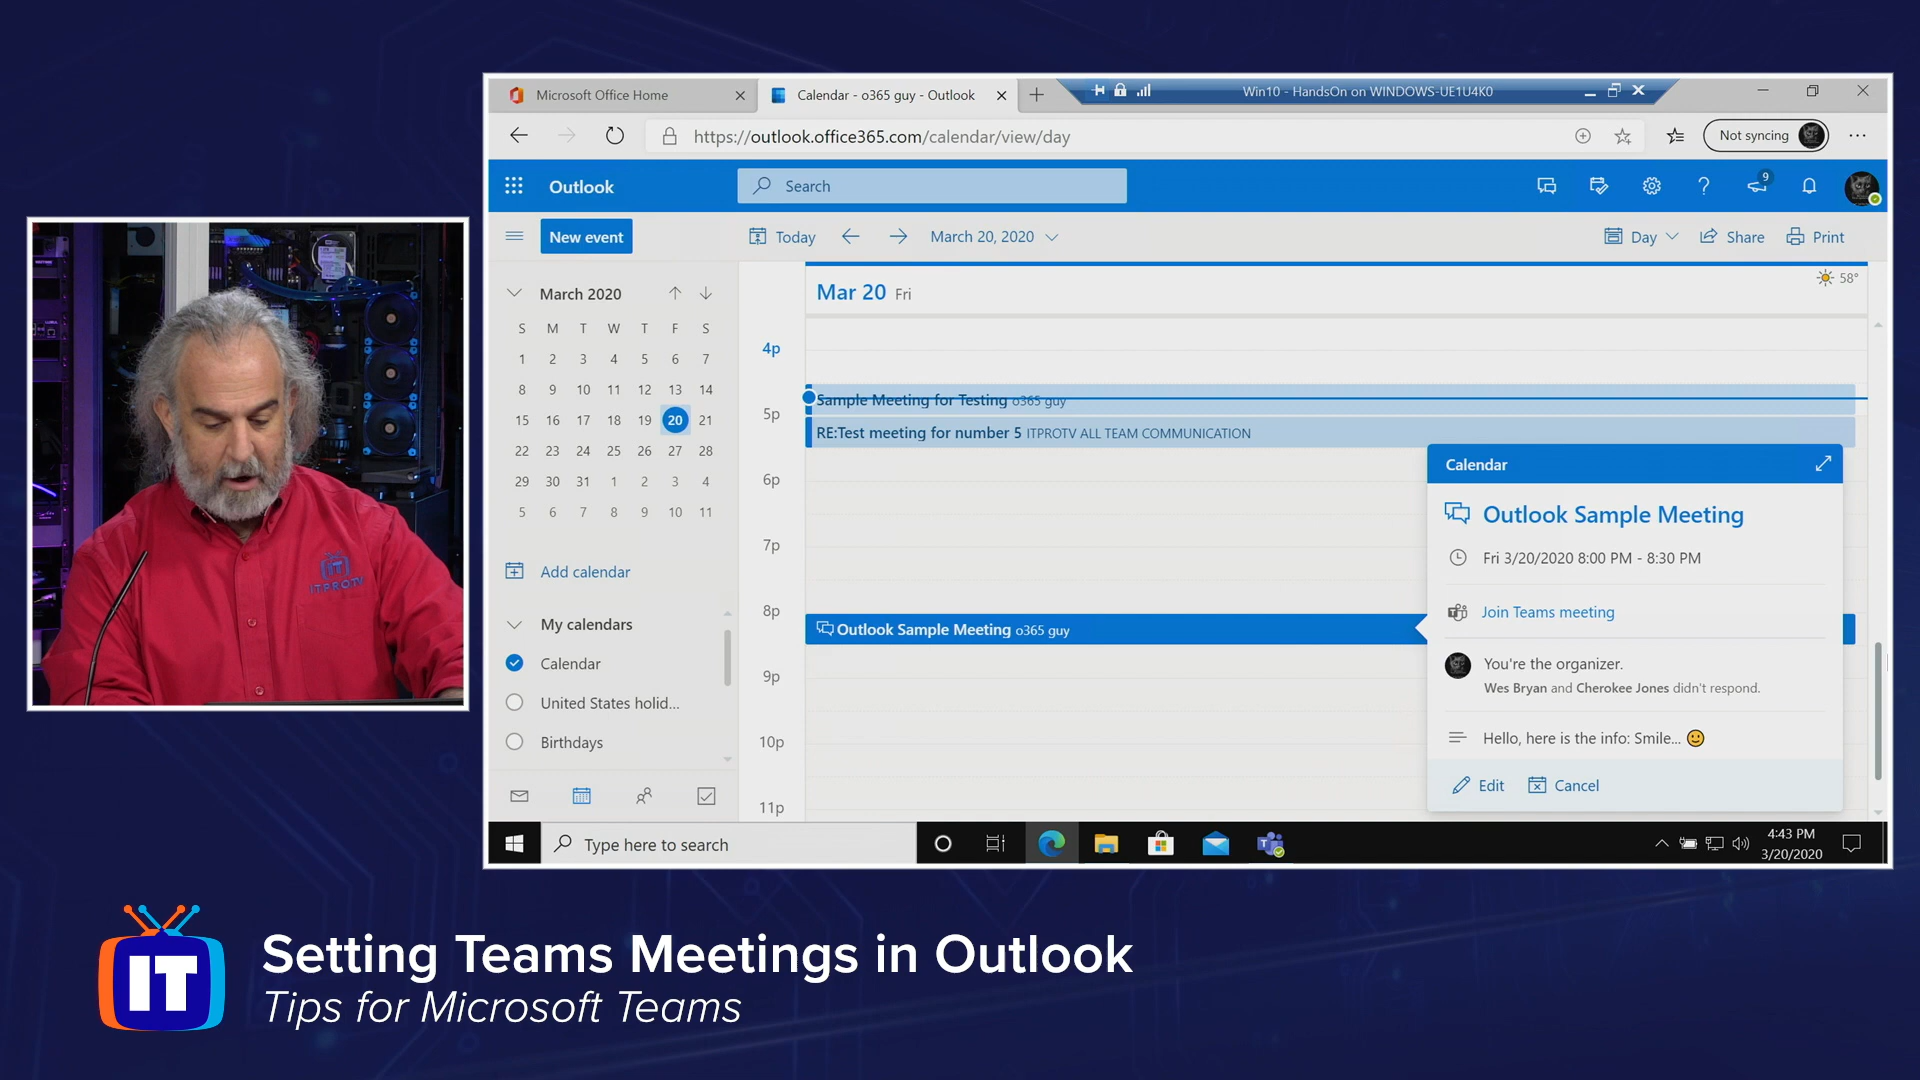 Microsoft Office Home
Calendar - o365 guy - Outlook
Win10 - HandsOn on WINDOWS-UE1U4K0
https://outlook.office365.com/calendar/view/day
Not syncing
Outlook
Search
9
New event
Today
March 20, 2020
Day
Share
Print
March 2020
S M T W T F S
1 2 3 4 5 6 7
8 9 10 11 12 13 14
15 16 17 18 19 20 21
22 23 24 25 26 27 28
29 30 31 1 2 3 4
5 6 7 8 9 10 11
Add calendar
My calendars
Calendar
United States holid...
Birthdays
Mar 20 Fri
58°
4p
Sample Meeting for Testing o365 guy
5p
RE:Test meeting for number 5 ITPROTV ALL TEAM COMMUNICATION
6p
7p
8p
Outlook Sample Meeting o365 guy
9p
10p
11p
Calendar
Outlook Sample Meeting
Fri 3/20/2020 8:00 PM - 8:30 PM
Join Teams meeting
You're the organizer.
Wes Bryan and Cherokee Jones didn't respond.
Hello, here is the info: Smile...
Edit
Cancel
Type here to search
4:43 PM
3/20/2020
ITPROTV
IT
Setting Teams Meetings in Outlook
Tips for Microsoft Teams